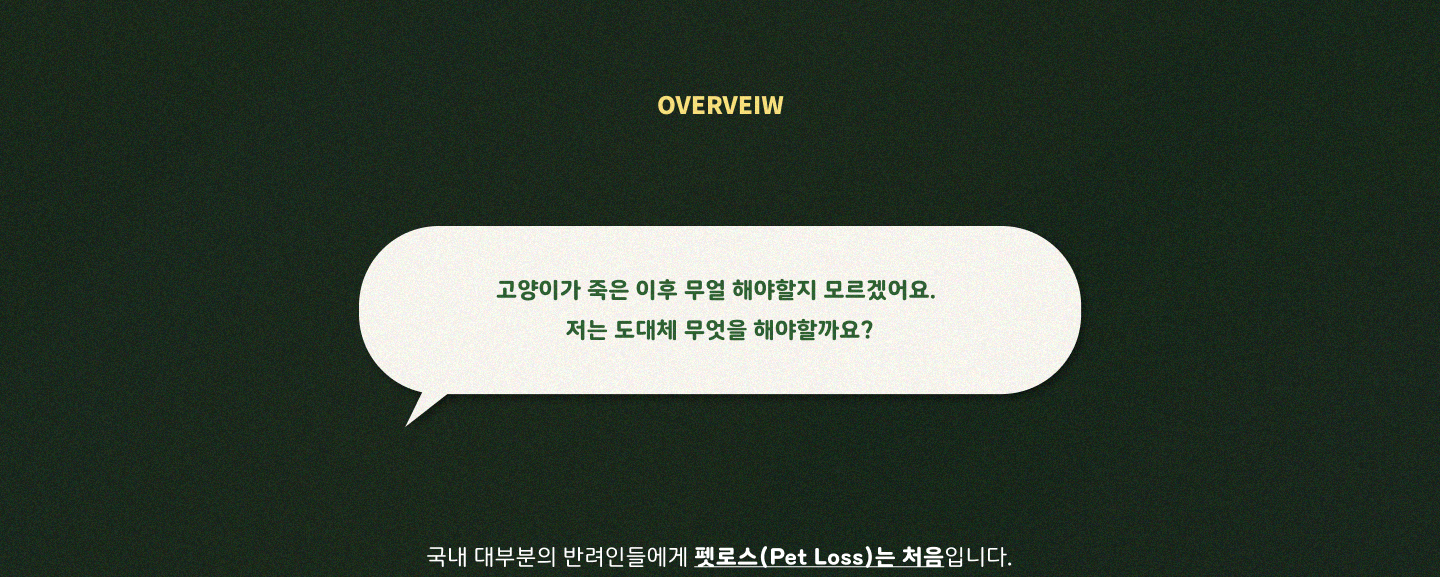 OVERVEIW
고양이가 죽은 이후 무얼 해야할지 모르겠어요.
저는 도대체 무엇을 해야할까요?
국내 대부분의 반려인들에게 펫로스(Pet Loss)는 처음입니다.